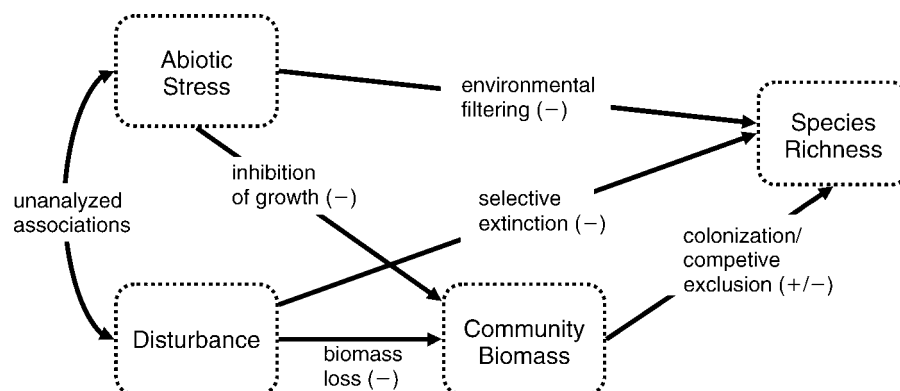 Abiotic
Stress
environmental
filtering (−)
Species
Richness
inhibition
of growth (−)
unanalyzed
associations
selective
extinction (−)
colonization/
competive
exclusion (+/−)
Disturbance
Community
Biomass
biomass
loss (−)